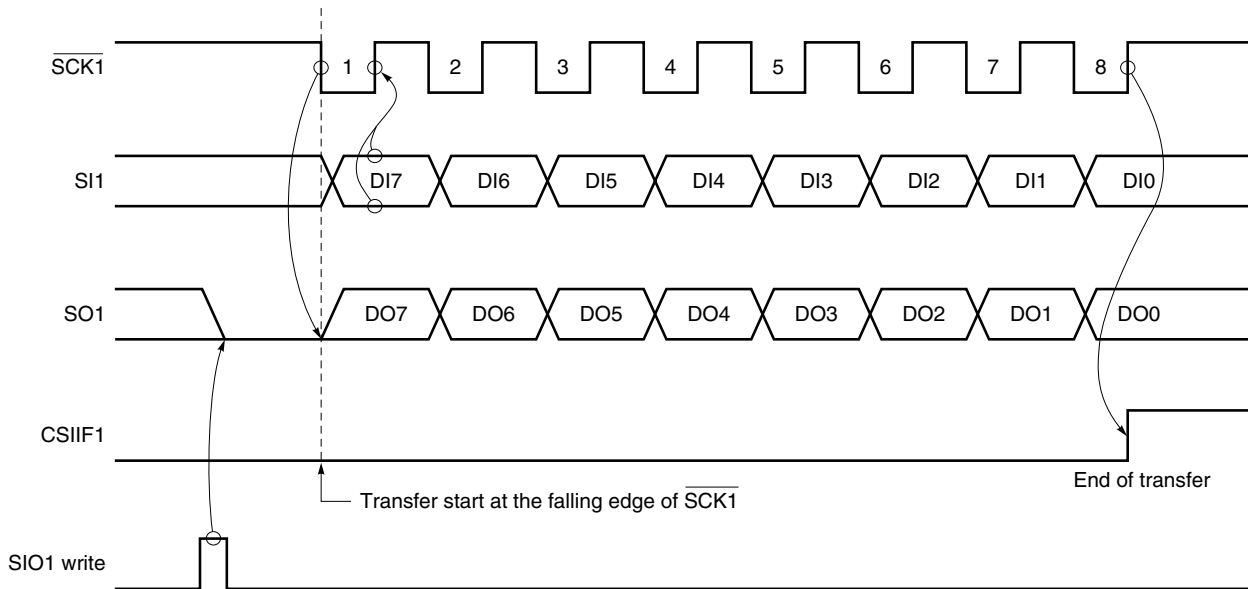 SCK1 1 2 3 4 5 6 7 8
SI1 DI7 DI6 DI5 DI4 DI3 DI2 DI1 DI0
SO1 DO7 DO6 DO5 DO4 DO3 DO2 DO1 DO0
CSIIF1
End of transfer
Transfer start at the falling edge of SCK1
SIO1 write